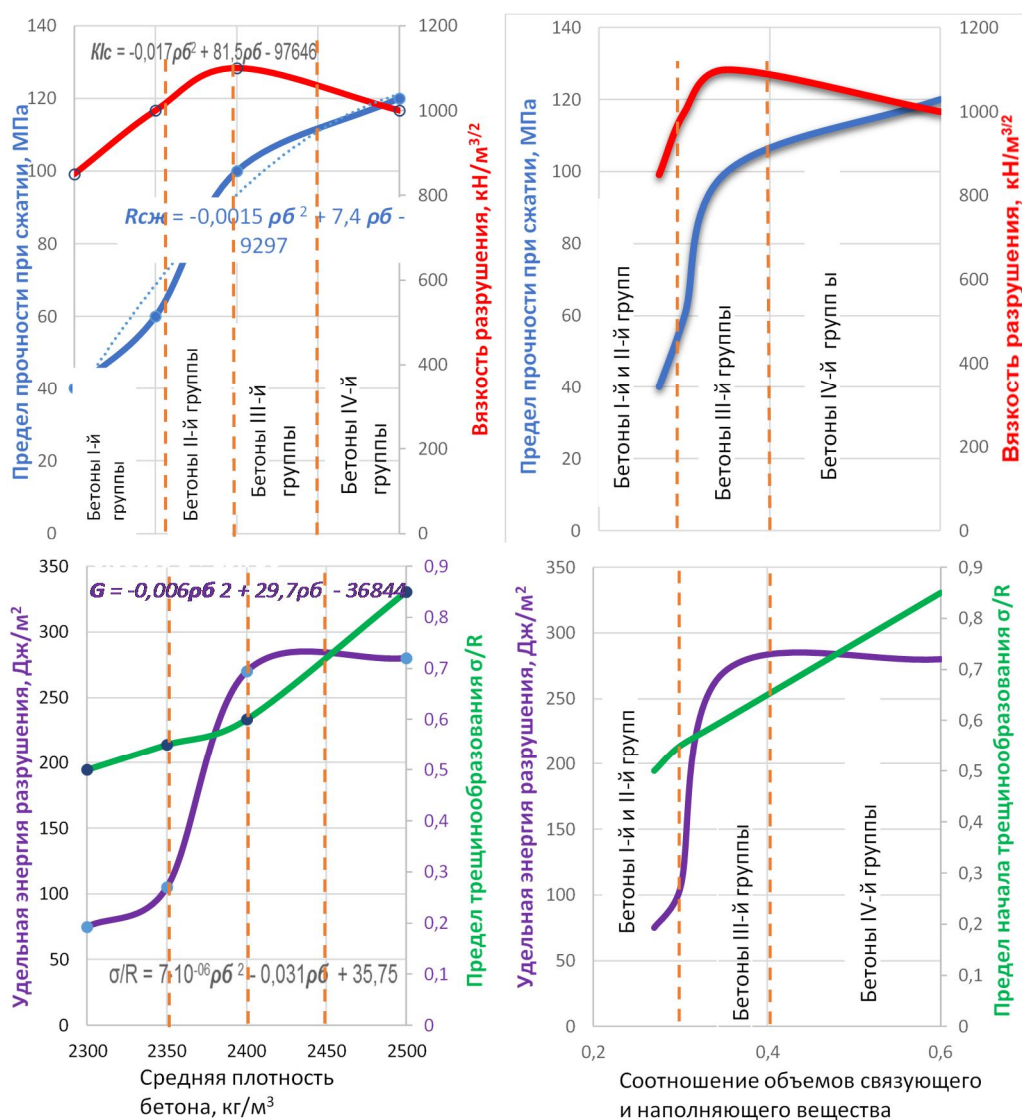 140
120
100
80
60
40
20
0
Предел прочности при сжатии, МПа
KIc = -0,017ρб² + 81,5ρб - 97646
Rсж = -0,0015 ρб ² + 7,4 ρб -
9297
Бетоны I-й
группы
Бетоны II-й группы
Бетоны III-й
группы
Бетоны IV-й
группы
1200
1000
800
600
400
200
0
Вязкость разрушения, кН/м³/²
140
120
100
80
60
40
20
0
Предел прочности при сжатии, МПа
Бетоны I-й и II-й групп
Бетоны III-й группы
Бетоны IV-й групп ы
1200
1000
800
600
400
200
0
Вязкость разрушения, кН/м³/²
350
300
250
200
150
100
50
0
Удельная энергия разрушения, Дж/м²
G = -0,006ρб 2 + 29,7ρб - 36844
σ/R = 7·10⁻⁰⁶ρб ² - 0,031ρб + 35,75
0,9
0,8
0,7
0,6
0,5
0,4
0,3
0,2
0,1
0
Предел трещинообразования σ/R
2300
2350
2400
2450
2500
Средняя плотность
бетона, кг/м³
350
300
250
200
150
100
50
0
Удельная энергия разрушения, Дж/м²
Бетоны I-й и II-й групп
Бетоны III-й группы
Бетоны IV-й группы
0,9
0,8
0,7
0,6
0,5
0,4
0,3
0,2
0,1
0
Предел начала трещинообразования σ/R
0,2
0,4
0,6
Соотношение объемов связующего
и наполняющего вещества